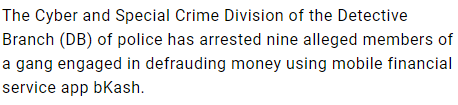 The Cyber and Special Crime Division of the Detective
Branch (DB) of police has arrested nine alleged members of
a gang engaged in defrauding money using mobile financial
service app bKash.